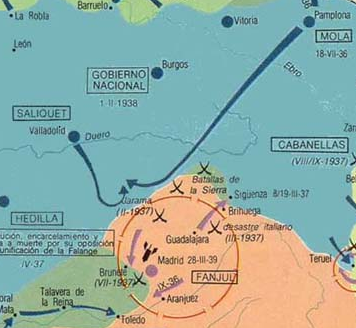 Barruelo
La Robla
Vitoria
Pamplona
MOLA
18-VII-36
León
Burgos
Ebro
GOBIERNO
NACIONAL
1-II-1938
SALIQUET
Valladolid
Duero
CABANELLAS
(VIII/IX-1937)
Batallas de
la Sierra
Sigüenza 8/19-III-37
Jarama
(II-1937)
Brihuega
HEDILLA
desastre italiano
(III-1937)
ución, encarcelamiento y
a a muerte por su oposición
unificación de la Falange
IV-37
Guadalajara
Madrid 28-III-39
Teruel
Brunete
(VII-1937)
FANJUL
IX-36
Talavera de
la Reina
Aranjuez
Toledo